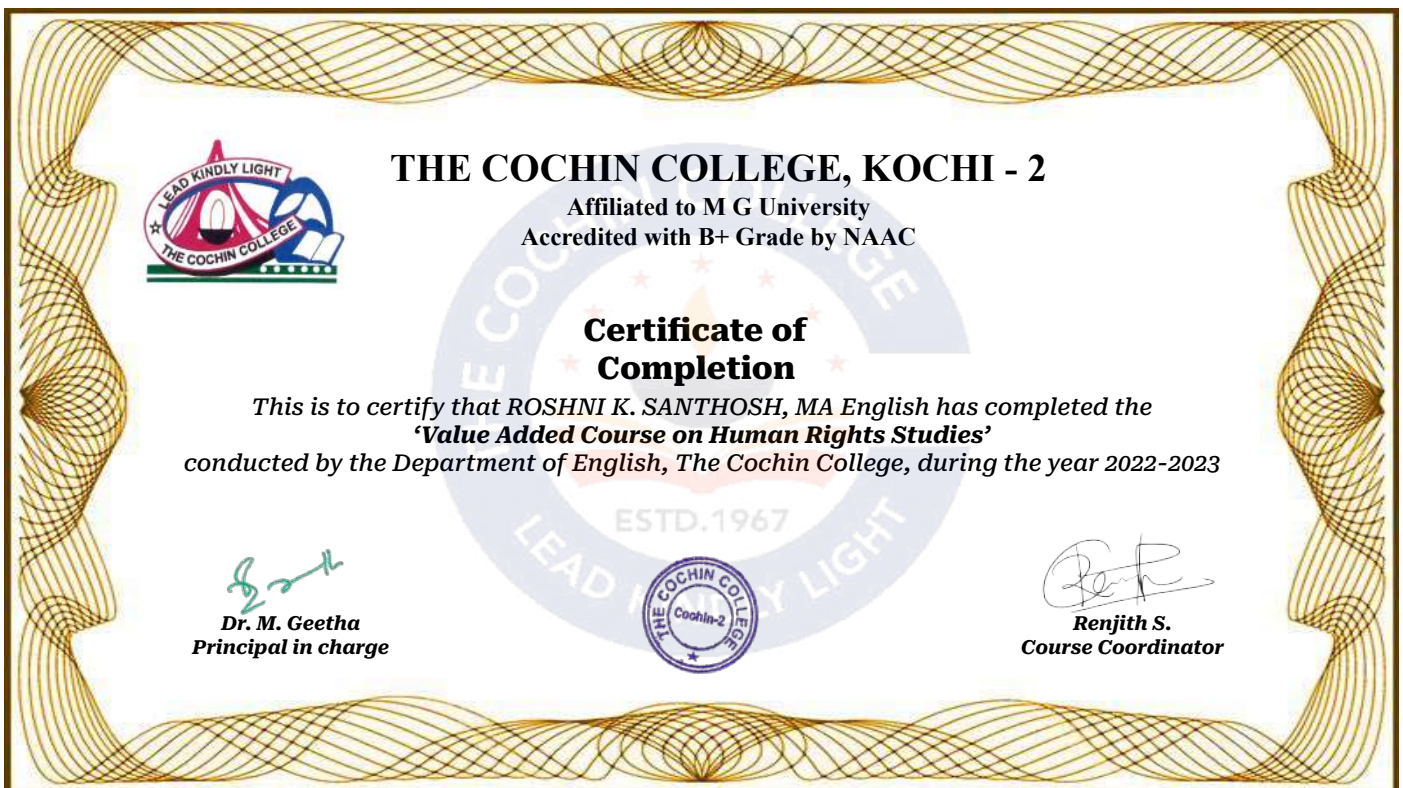 LEAD KINDLY LIGHT
THE COCHIN COLLEGE
THE COCHIN COLLEGE, KOCHI - 2
Affiliated to M G University
Accredited with B+ Grade by NAAC
THE COCHIN COLLEGE
Certificate of
Completion
This is to certify that ROSHNI K. SANTHOSH, MA English has completed the
‘Value Added Course on Human Rights Studies’
conducted by the Department of English, The Cochin College, during the year 2022-2023
ESTD.1967
LEAD KINDLY LIGHT
THE COCHIN COLLEGE
Cochin-2
Dr. M. Geetha
Principal in charge
Renjith S.
Course Coordinator